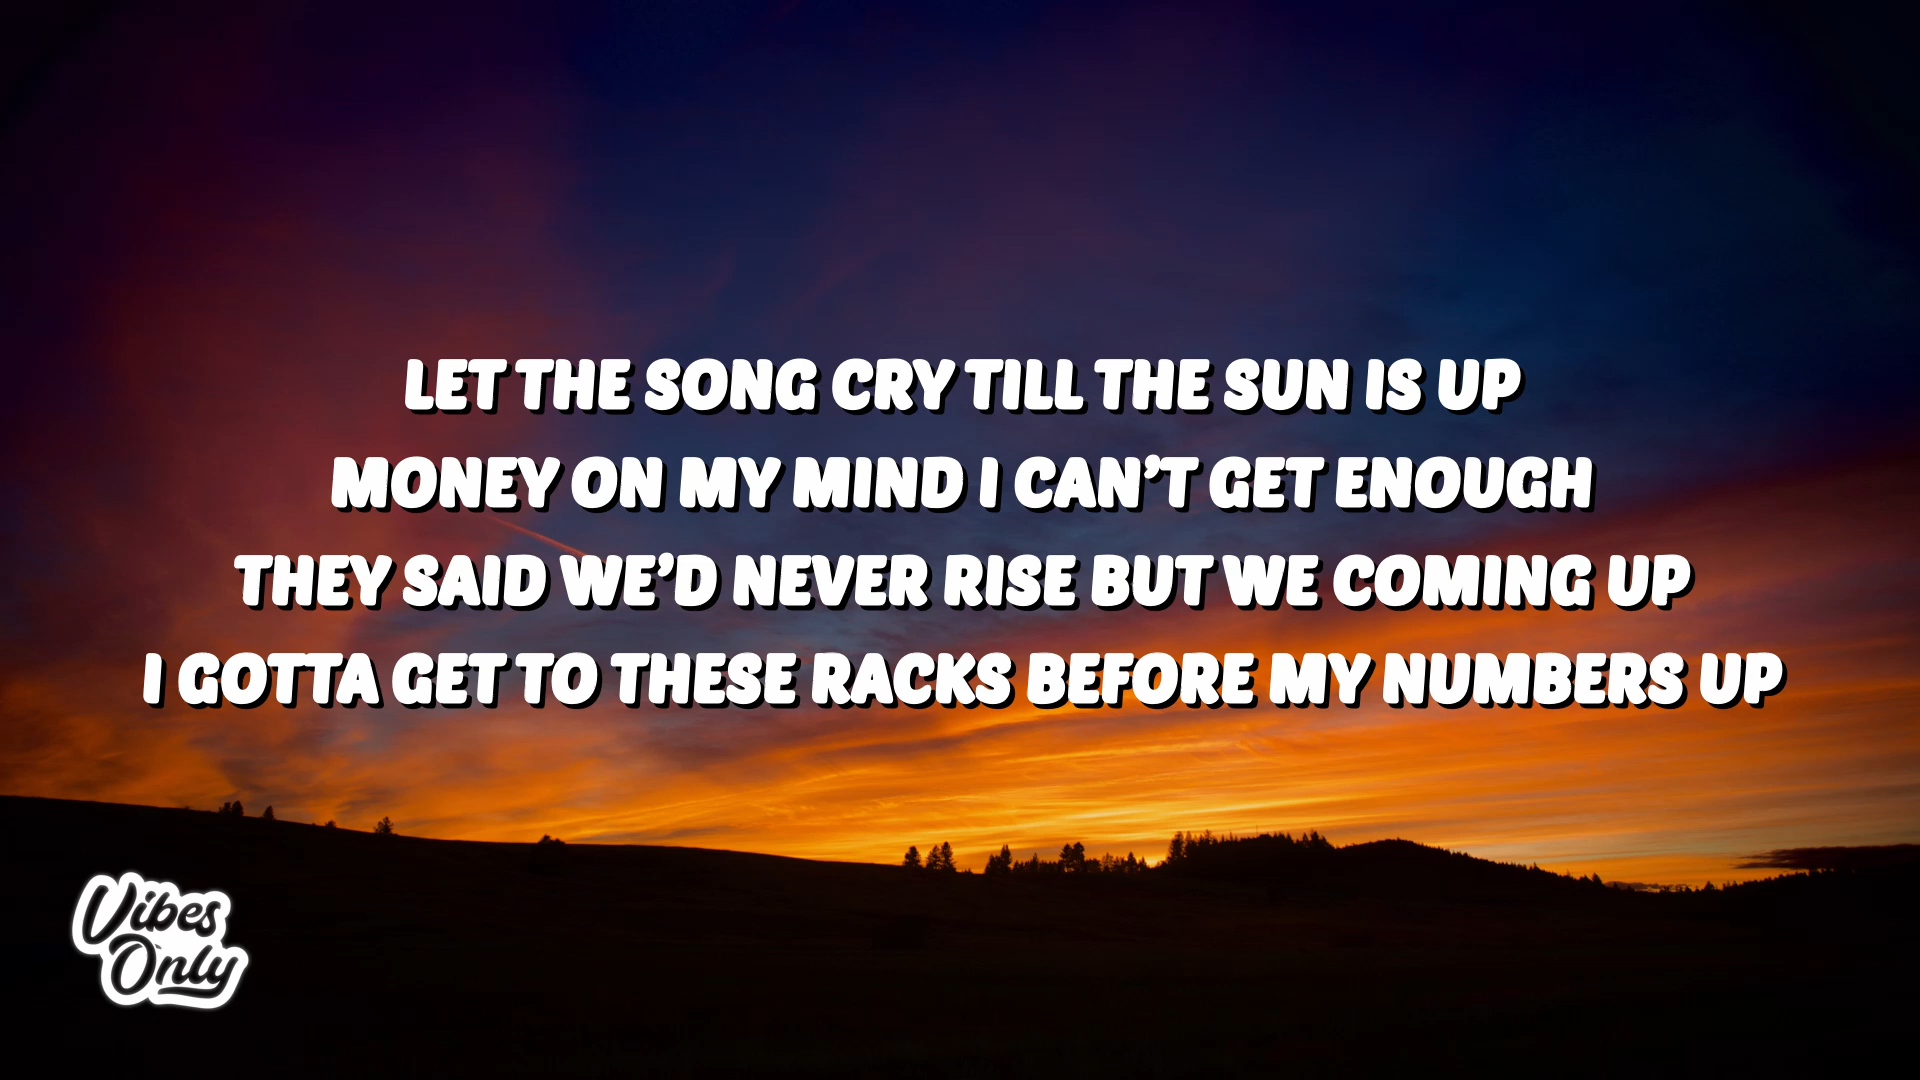 LET THE SONG CRY TILL THE SUN IS UP
MONEY ON MY MIND I CAN’T GET ENOUGH
THEY SAID WE’D NEVER RISE BUT WE COMING UP
I GOTTA GET TO THESE RACKS BEFORE MY NUMBERS UP
Vibes
Only